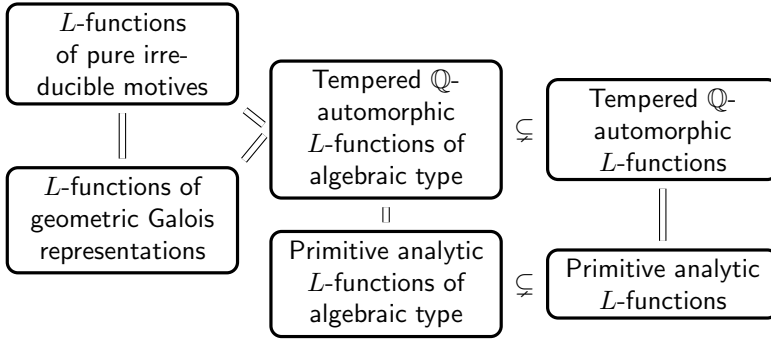 L-functions
of pure irre-
ducible motives
L-functions of
geometric Galois
representations
Tempered ℚ-
automorphic
L-functions of
algebraic type
⊊
Tempered ℚ-
automorphic
L-functions
Primitive analytic
L-functions of
algebraic type
⊊
Primitive analytic
L-functions